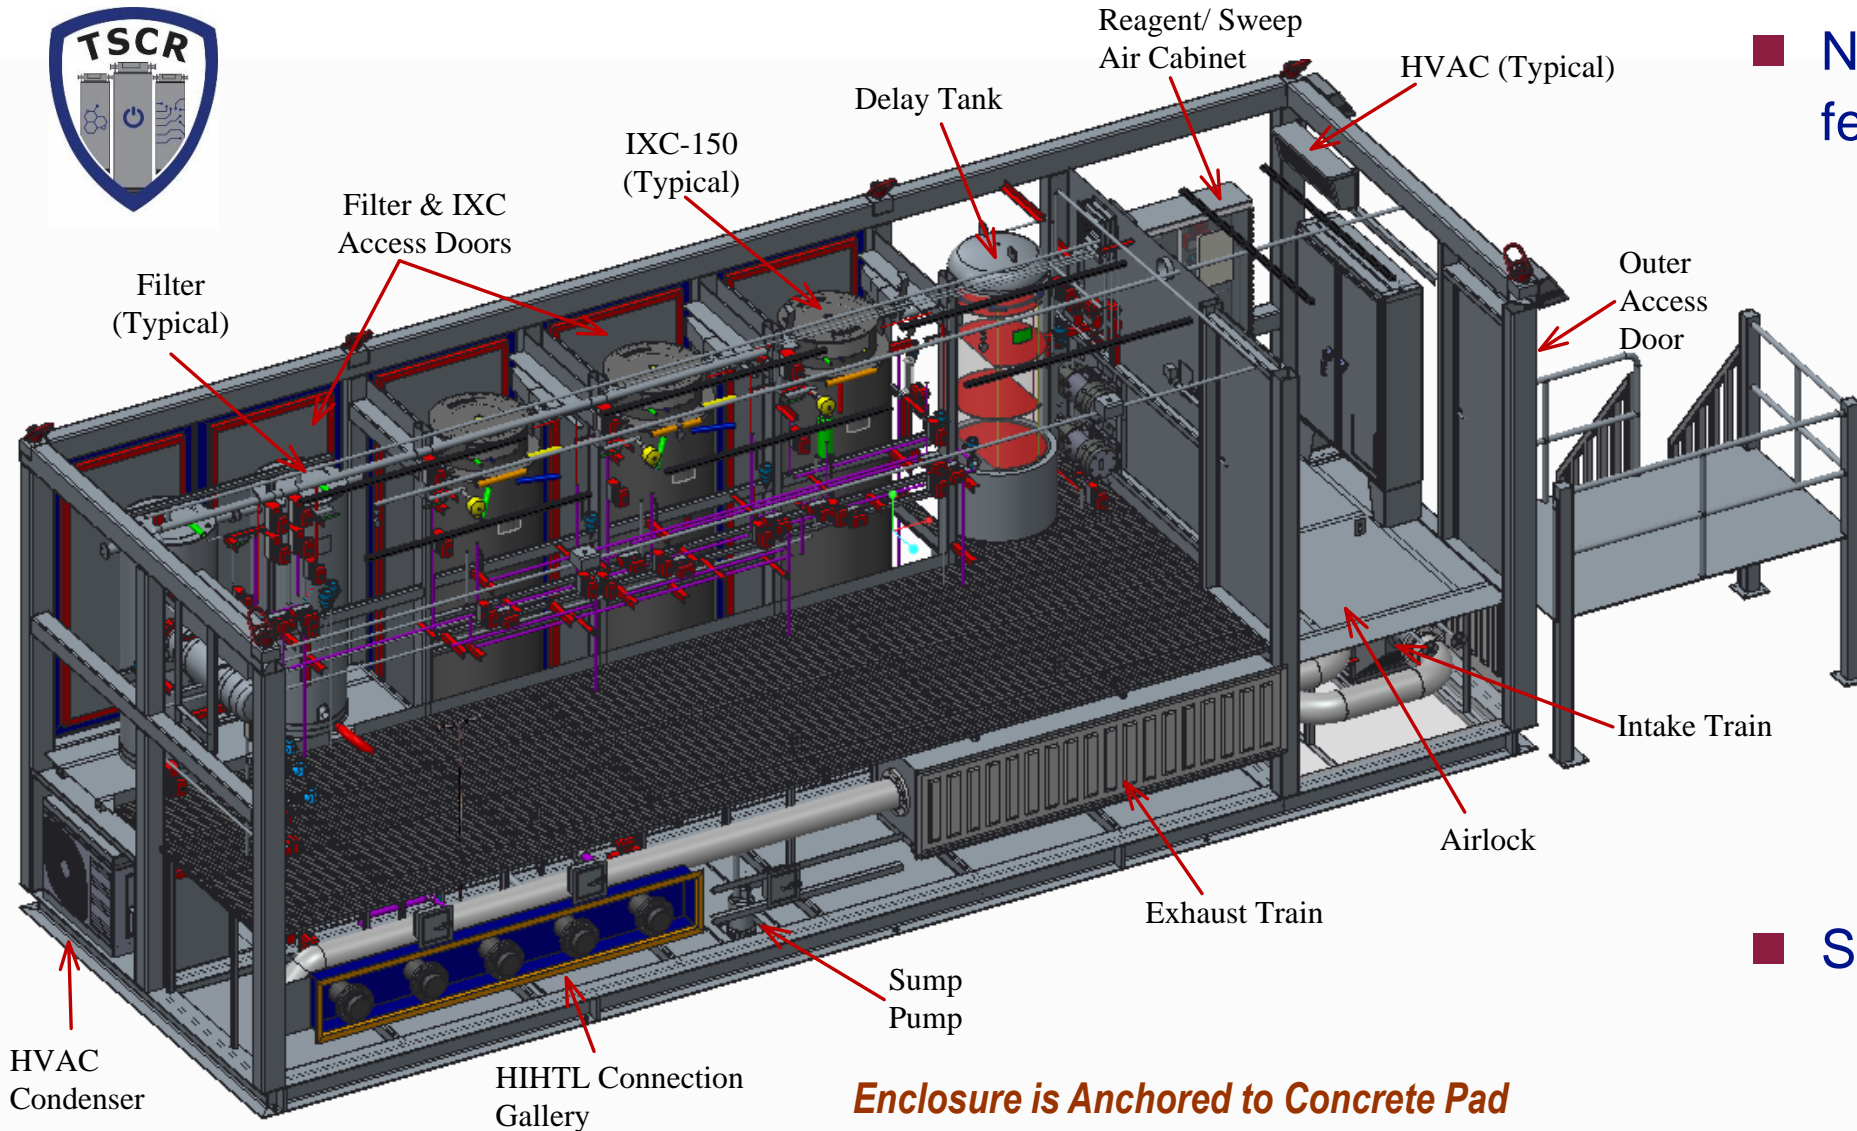 TSCR
Reagent/ Sweep
Air Cabinet
HVAC (Typical)
Delay Tank
IXC-150
(Typical)
Filter & IXC
Access Doors
Filter
(Typical)
Outer
Access
Door
Intake Train
Airlock
Exhaust Train
Sump
Pump
HIHTL Connection
Gallery
HVAC
Condenser
Enclosure is Anchored to Concrete Pad
N
fe
S